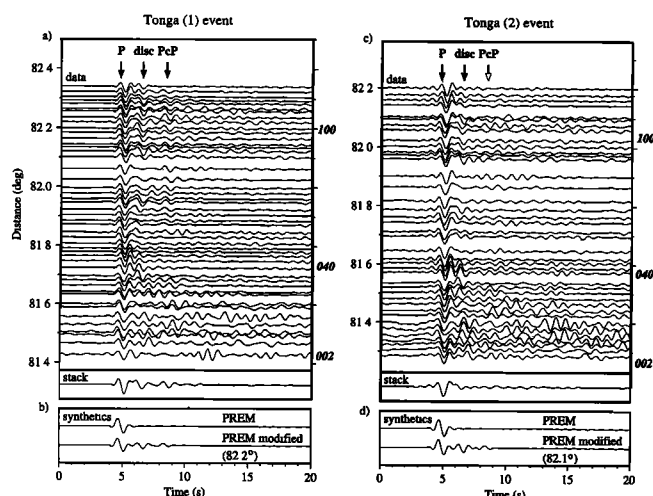 Tonga (1) event
a)
P disc PcP
data
82 4
82.2
82.0
81.8
81.6
81 4
Distance (deg)
100
040
002
stack
b)
synthetics
PREM
PREM modified
(82 2°)
0 5 10 15 20
Time (s)
Tonga (2) event
c)
P disc PcP
data
82.2
82.0
81.8
81.6
81.4
100
040
002
stack
d)
synthetics
PREM
PREM modified
(82.1°)
0 5 10 15 20
Time (s)